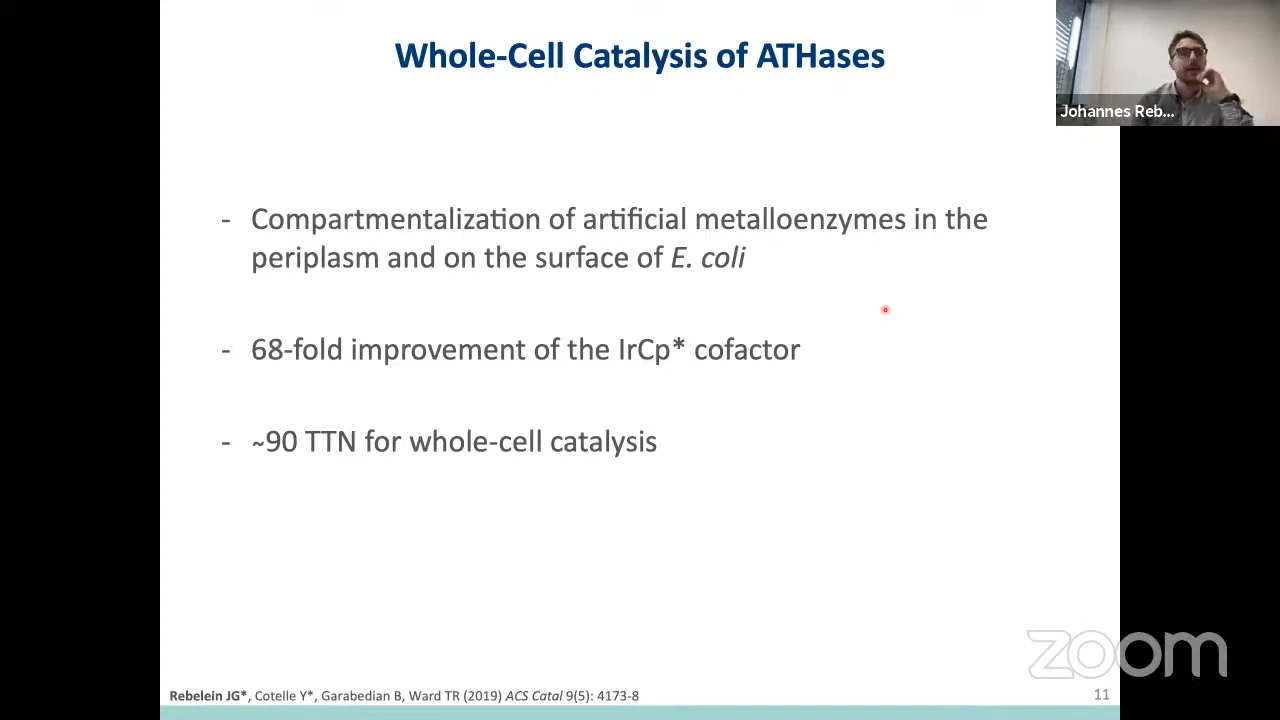 Whole-Cell Catalysis of ATHases
Johannes Reb...
- Compartmentalization of artificial metalloenzymes in the
periplasm and on the surface of E. coli
- 68-fold improvement of the IrCp* cofactor
- ~90 TTN for whole-cell catalysis
zoom
Rebelein JG*, Cotelle Y*, Garabedian B, Ward TR (2019) ACS Catal 9(5): 4173-8
11